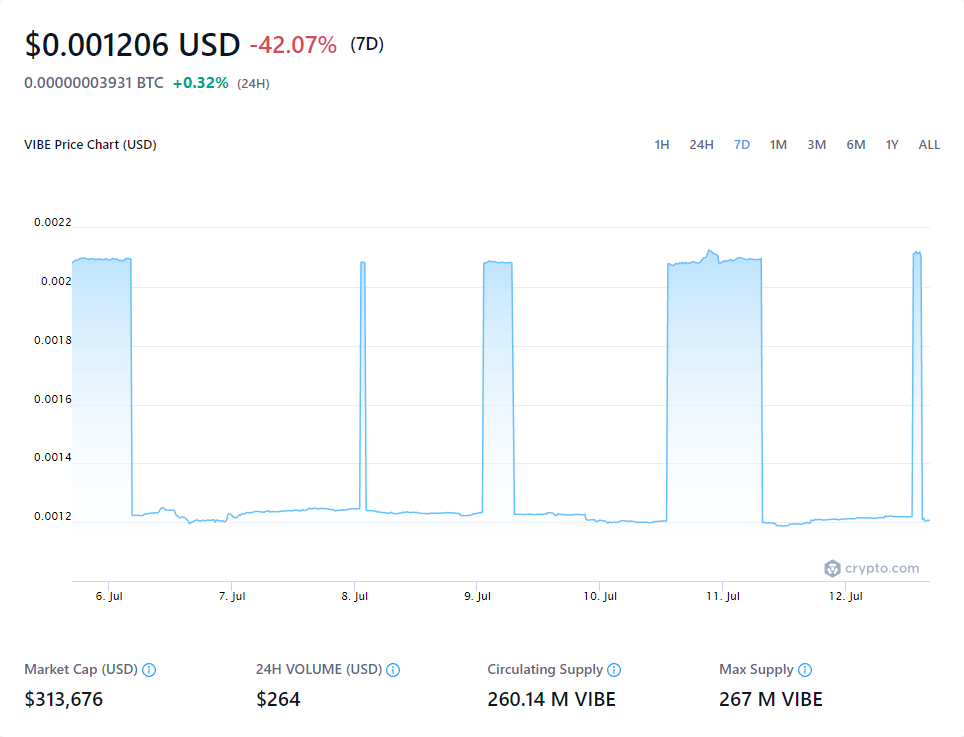 $0.001206 USD -42.07% (7D)
0.00000003931 BTC +0.32% (24H)
VIBE Price Chart (USD) 1H 24H 7D 1M 3M 6M 1Y ALL
0.0022
0.002
0.0018
0.0016
0.0014
0.0012
crypto.com
6. Jul 7. Jul 8. Jul 9. Jul 10. Jul 11. Jul 12. Jul
Market Cap (USD) 24H VOLUME (USD) Circulating Supply Max Supply
$313,676 $264 260.14 M VIBE 267 M VIBE